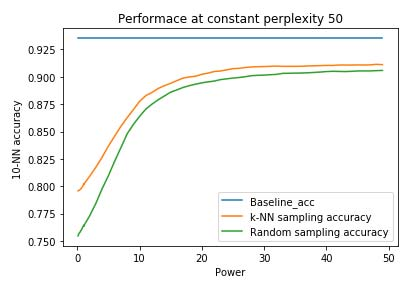 Performace at constant perplexity 50
10-NN accuracy
0.925
0.900
0.875
0.850
0.825
0.800
0.775
0.750
Baseline_acc
k-NN sampling accuracy
Random sampling accuracy
0 10 20 30 40 50
Power